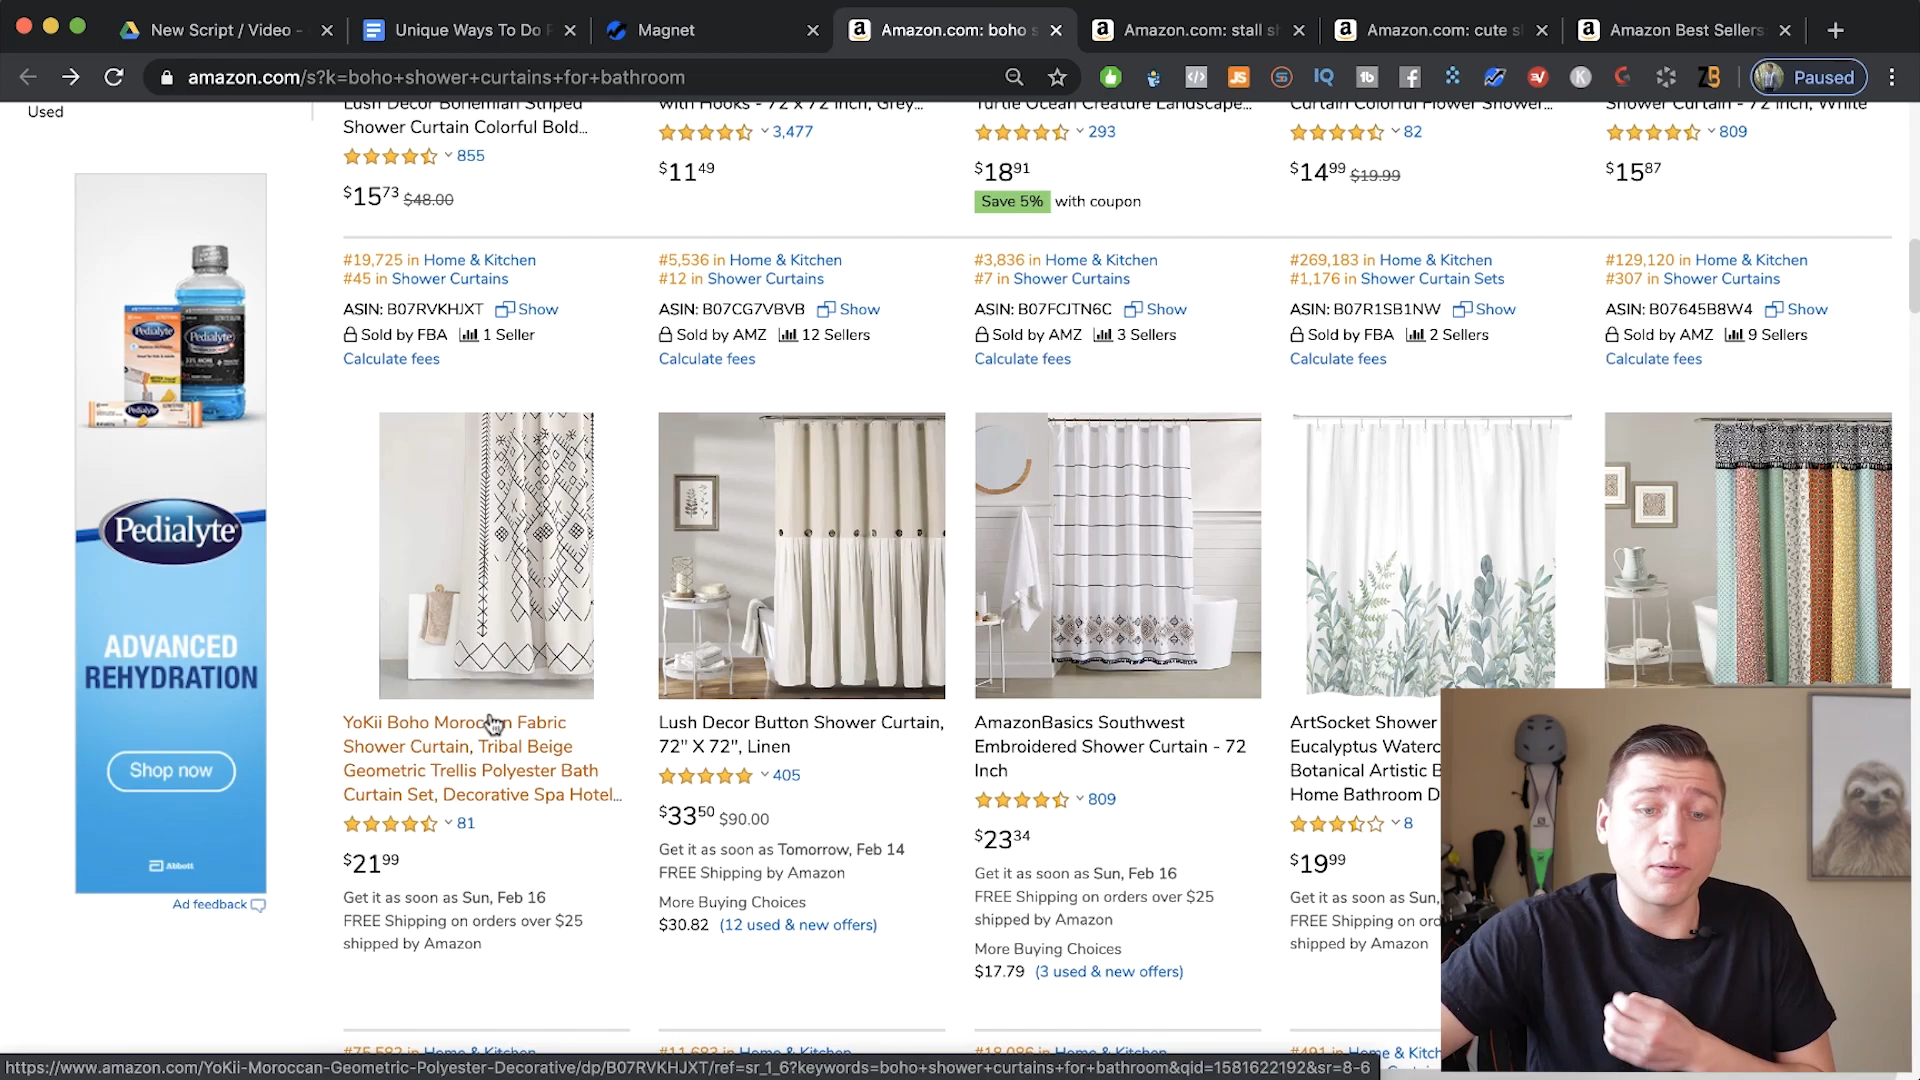 New Script / Video -
Unique Ways To Do
Magnet
Amazon.com: boho s
Amazon.com: stall sh
Amazon.com: cute s
Amazon Best Sellers
amazon.com/s?k=boho+shower+curtains+for+bathroom
Paused
Used
Lush Decor Bohemian Striped
Shower Curtain Colorful Bold...
855
$15.73 $48.00
with Hooks - 72 x 72 Inch, Grey...
3,477
$11.49
Turtle Ocean Creature Landscape...
293
$18.91
Save 5% with coupon
Curtain Colorful Flower Shower...
82
$14.99 $19.99
Shower Curtain - 72 Inch, White
809
$15.87
#19,725 in Home & Kitchen
#45 in Shower Curtains
ASIN: B07RVKHJXT Show
Sold by FBA 1 Seller
Calculate fees
#5,536 in Home & Kitchen
#12 in Shower Curtains
ASIN: B07CG7VBVB Show
Sold by AMZ 12 Sellers
Calculate fees
#3,836 in Home & Kitchen
#7 in Shower Curtains
ASIN: B07FCJTN6C Show
Sold by AMZ 3 Sellers
Calculate fees
#269,183 in Home & Kitchen
#1,176 in Shower Curtain Sets
ASIN: B07R1SB1NW Show
Sold by FBA 2 Sellers
Calculate fees
#129,120 in Home & Kitchen
#307 in Shower Curtains
ASIN: B07645B8W4 Show
Sold by AMZ 9 Sellers
Calculate fees
Pedialyte
ADVANCED
REHYDRATION
Shop now
Abbott
Ad feedback
YoKii Boho Moroccan Fabric
Shower Curtain, Tribal Beige
Geometric Trellis Polyester Bath
Curtain Set, Decorative Spa Hotel...
81
$21.99
Get it as soon as Sun, Feb 16
FREE Shipping on orders over $25
shipped by Amazon
Lush Decor Button Shower Curtain,
72" X 72", Linen
405
$33.50 $90.00
Get it as soon as Tomorrow, Feb 14
FREE Shipping by Amazon
More Buying Choices
$30.82 (12 used & new offers)
AmazonBasics Southwest
Embroidered Shower Curtain - 72
Inch
809
$23.34
Get it as soon as Sun, Feb 16
FREE Shipping on orders over $25
shipped by Amazon
More Buying Choices
$17.79 (3 used & new offers)
ArtSocket Shower
Eucalyptus Waterc
Botanical Artistic B
Home Bathroom D
8
$19.99
Get it as soon as Sun,
FREE Shipping on ord
shipped by Amazon
#75,582 in Home & Kitchen
#11,683 in Home & Kitchen
#18,086 in Home & Kitchen
#491 in Home & Kitch
https://www.amazon.com/YoKii-Moroccan-Geometric-Polyester-Decorative/dp/B07RVKHJXT/ref=sr_1_6?keywords=boho+shower+curtains+for+bathroom&qid=1581622192&sr=8-6